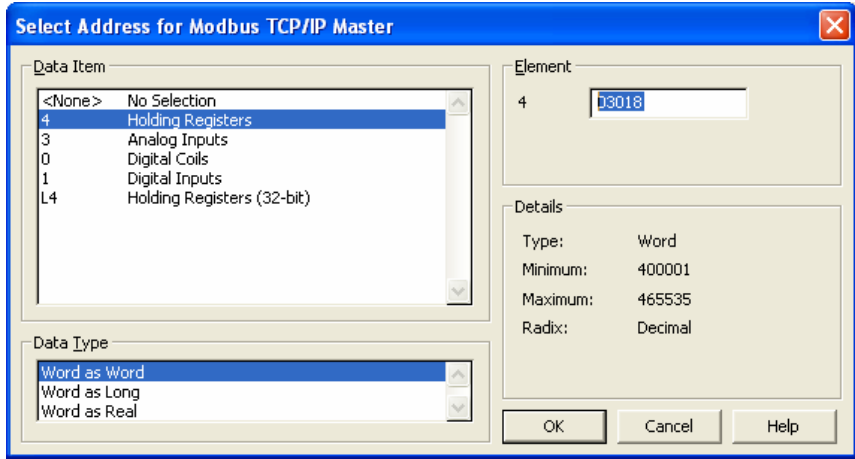 Select Address for Modbus TCP/IP Master
Data Item
<None> No Selection
4 Holding Registers
3 Analog Inputs
0 Digital Coils
1 Digital Inputs
L4 Holding Registers (32-bit)
Data Type
Word as Word
Word as Long
Word as Real
Element
4 03018
Details
Type: Word
Minimum: 400001
Maximum: 465535
Radix: Decimal
OK Cancel Help